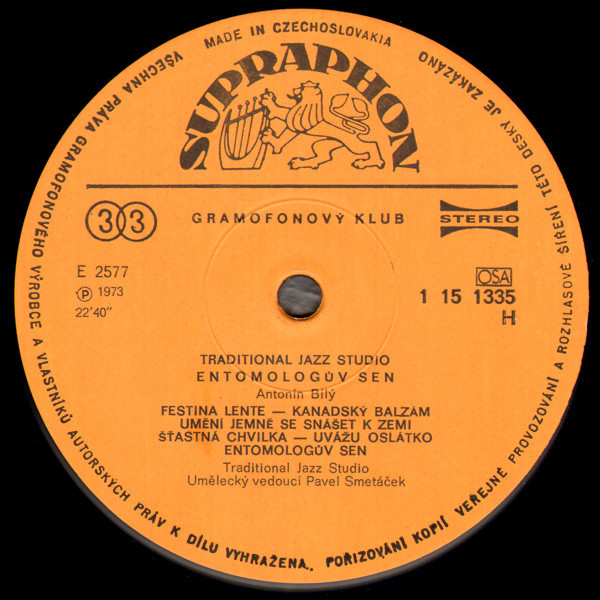 MADE IN CZECHOSLOVAKIA
SUPRAPHON
33
GRAMOFONOVÝ KLUB
STEREO
E 2577
Ⓟ 1973
22'40"
OSA
1 15 1335
H
TRADITIONAL JAZZ STUDIO
ENTOMOLOGŮV SEN
Antonín Bílý
FESTINA LENTE — KANADSKÝ BALZÁM
UMĚNÍ JEMNĚ SE SNÁŠET K ZEMI
ŠŤASTNÁ CHVILKA — UVÁŽU OSLÁTKO
ENTOMOLOGŮV SEN
Traditional Jazz Studio
Umělecký vedoucí Pavel Smetáček
VŠECHNA PRÁVA GRAMOFONOVÉHO VÝROBCE A VLASTNÍKŮ AUTORSKÝCH PRÁV K DÍLU VYHRAŽENA.. POŘIZOVÁNÍ KOPIÍ VEŘEJNÉ PROVOZOVÁNÍ A ROZHLASOVÉ ŠÍŘENÍ TÉTO DESKY JE ZAKÁZÁNO